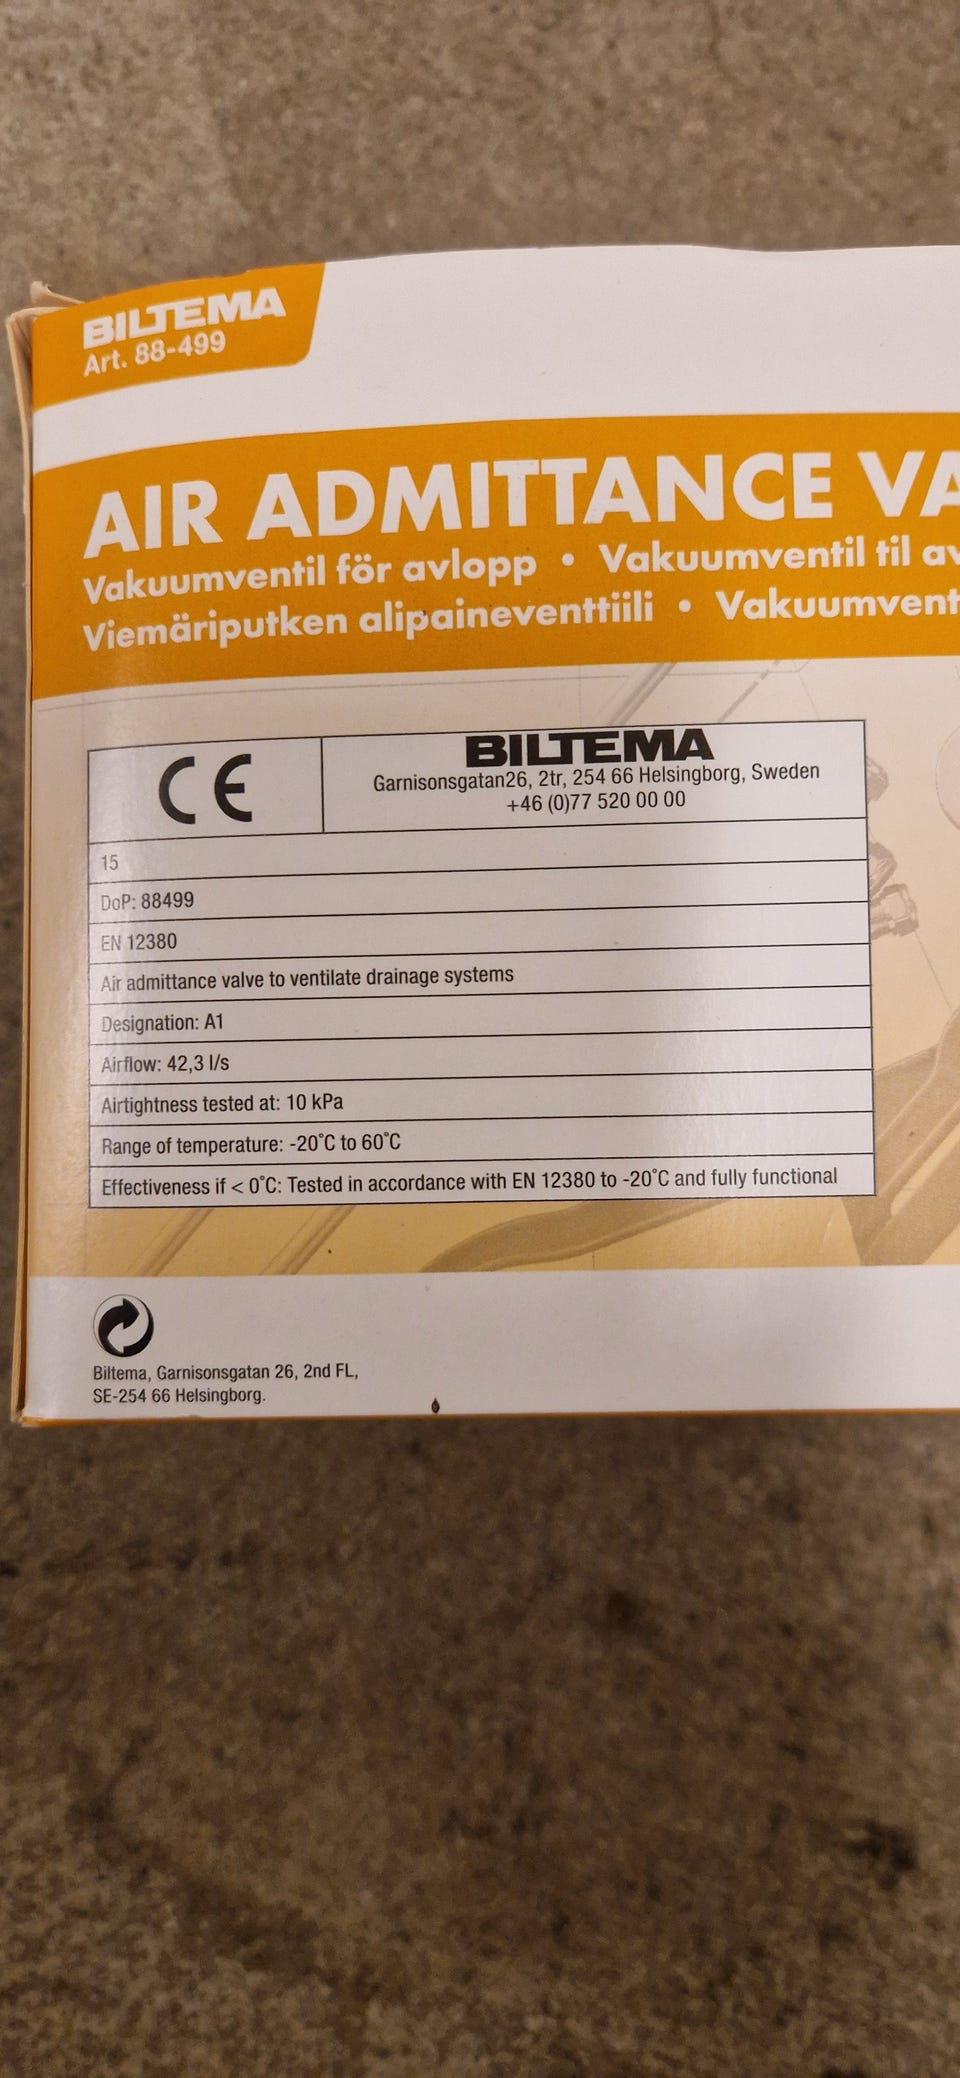 BILTEMA
Art. 88-499
AIR ADMITTANCE VA
Vakuumventil för avlopp • Vakuumventil til av
Viemäriputken alipaineventtiili • Vakuumvent
CE
BILTEMA
Garnisonsgatan26, 2tr, 254 66 Helsingborg, Sweden
+46 (0)77 520 00 00
15
DoP: 88499
EN 12380
Air admittance valve to ventilate drainage systems
Designation: A1
Airflow: 42,3 l/s
Airtightness tested at: 10 kPa
Range of temperature: -20°C to 60°C
Effectiveness if < 0°C: Tested in accordance with EN 12380 to -20°C and fully functional
Biltema, Garnisonsgatan 26, 2nd FL,
SE-254 66 Helsingborg.